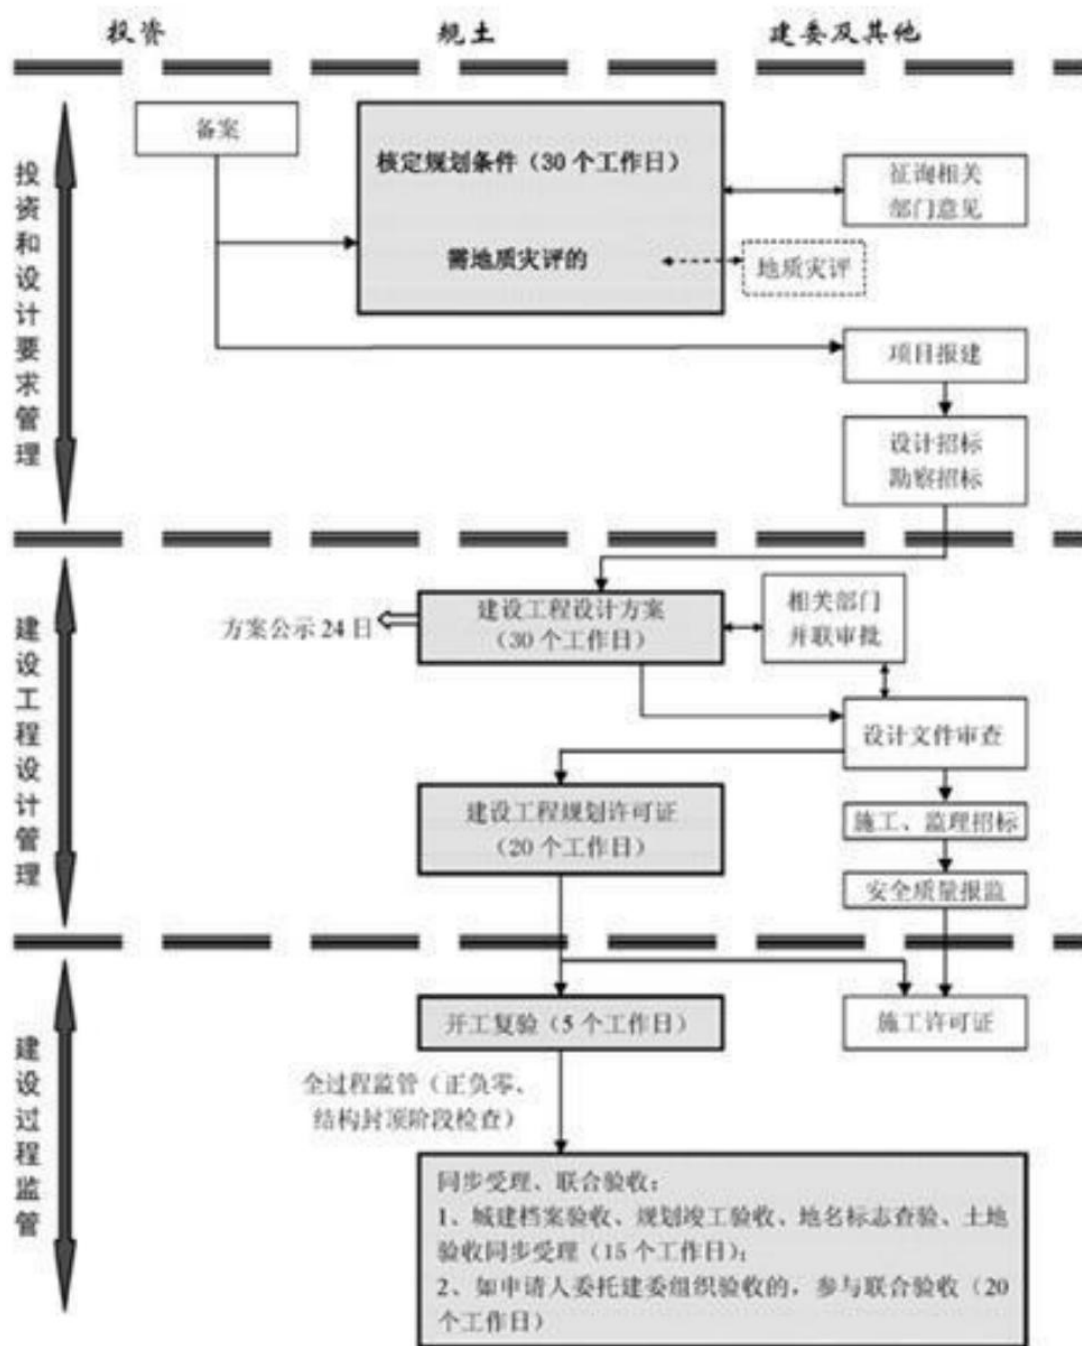 投资
规土
建委及其他
投资和设计要求管理
备案
核定规划条件（30 个工作日）
需地质灾评的
征询相关
部门意见
地质灾评
项目报建
设计招标
勘察招标
建设工程设计管理
方案公示 24 日
建设工程设计方案
（30 个工作日）
相关部门
并联审批
设计文件审查
建设工程规划许可证
（20 个工作日）
施工、监理招标
安全质量报监
建设过程监管
开工复验（5 个工作日）
施工许可证
全过程监管（正负零、
结构封顶阶段检查）
同步受理、联合验收：
1、城建档案验收、规划竣工验收、地名标志查验、土地
验收同步受理（15 个工作日）；
2、如申请人委托建委组织验收的，参与联合验收（20
个工作日）